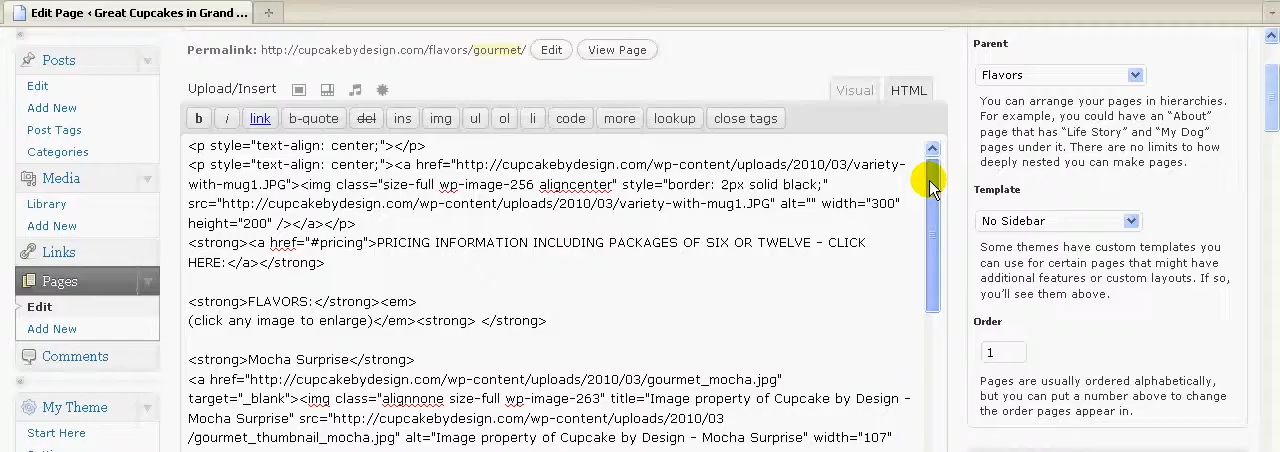 Edit Page ‹ Great Cupcakes in Grand ...
Posts
Edit
Add New
Post Tags
Categories
Media
Library
Add New
Links
Pages
Edit
Add New
Comments
My Theme
Start Here
Permalink: http://cupcakebydesign.com/flavors/gourmet/ Edit View Page
Upload/Insert
Visual HTML
b i link b-quote del ins img ul ol li code more lookup close tags
<p style="text-align: center;"></p>
<p style="text-align: center;"><a href="http://cupcakebydesign.com/wp-content/uploads/2010/03/variety-
with-mug1.JPG"><img class="size-full wp-image-256 aligncenter" style="border: 2px solid black;"
src="http://cupcakebydesign.com/wp-content/uploads/2010/03/variety-with-mug1.JPG" alt="" width="300"
height="200" /></a></p>
<strong><a href="#pricing">PRICING INFORMATION INCLUDING PACKAGES OF SIX OR TWELVE - CLICK
HERE:</a></strong>
<strong>FLAVORS:</strong><em>
(click any image to enlarge)</em><strong> </strong>
<strong>Mocha Surprise</strong>
<a href="http://cupcakebydesign.com/wp-content/uploads/2010/03/gourmet_mocha.jpg"
target="_blank"><img class="alignnone size-full wp-image-263" title="Image property of Cupcake by Design -
Mocha Surprise" src="http://cupcakebydesign.com/wp-content/uploads/2010/03
/gourmet_thumbnail_mocha.jpg" alt="Image property of Cupcake by Design - Mocha Surprise" width="107"
Parent
Flavors
You can arrange your pages in hierarchies.
For example, you could have an “About”
page that has “Life Story” and “My Dog”
pages under it. There are no limits to how
deeply nested you can make pages.
Template
No Sidebar
Some themes have custom templates you
can use for certain pages that might have
additional features or custom layouts. If so,
you’ll see them above.
Order
1
Pages are usually ordered alphabetically,
but you can put a number above to change
the order pages appear in.